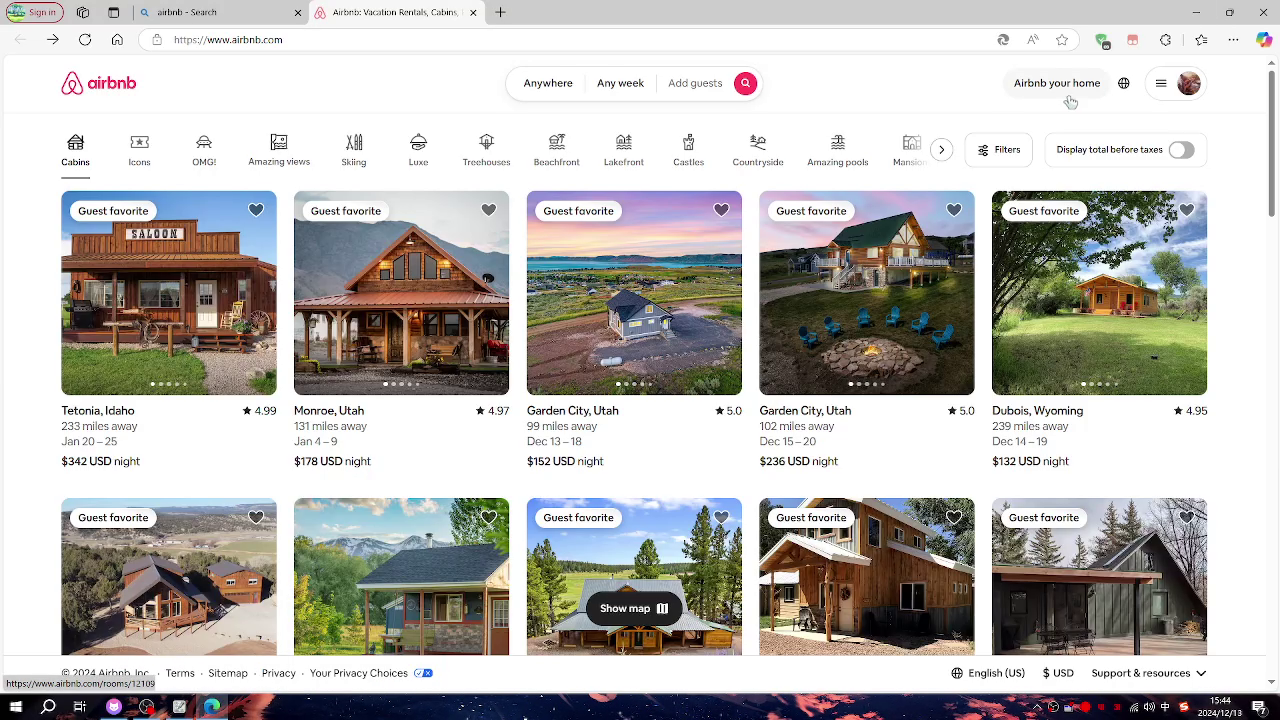 Sign in
airbnb - Search
Airbnb: Vacation Rentals, Cabins,
https://www.airbnb.com
airbnb
Anywhere
Any week
Add guests
Airbnb your home
Cabins
Icons
OMG!
Amazing views
Skiing
Luxe
Treehouses
Beachfront
Lakefront
Castles
Countryside
Amazing pools
Mansion
Filters
Display total before taxes
Guest favorite
SALOON
Guest favorite
Guest favorite
Guest favorite
Guest favorite
Tetonia, Idaho
4.99
233 miles away
Jan 20 – 25
$342 USD night
Monroe, Utah
4.97
131 miles away
Jan 4 – 9
$178 USD night
Garden City, Utah
5.0
99 miles away
Dec 13 – 18
$152 USD night
Garden City, Utah
5.0
102 miles away
Dec 15 – 20
$236 USD night
Dubois, Wyoming
4.95
239 miles away
Dec 14 – 19
$132 USD night
Guest favorite
Guest favorite
Guest favorite
Guest favorite
Show map
© 2024 Airbnb, Inc.
Terms
Sitemap
Privacy
Your Privacy Choices
English (US)
$ USD
Support & resources
https://www.airbnb.com/rooms/12109
15:44
2024/12/13
中